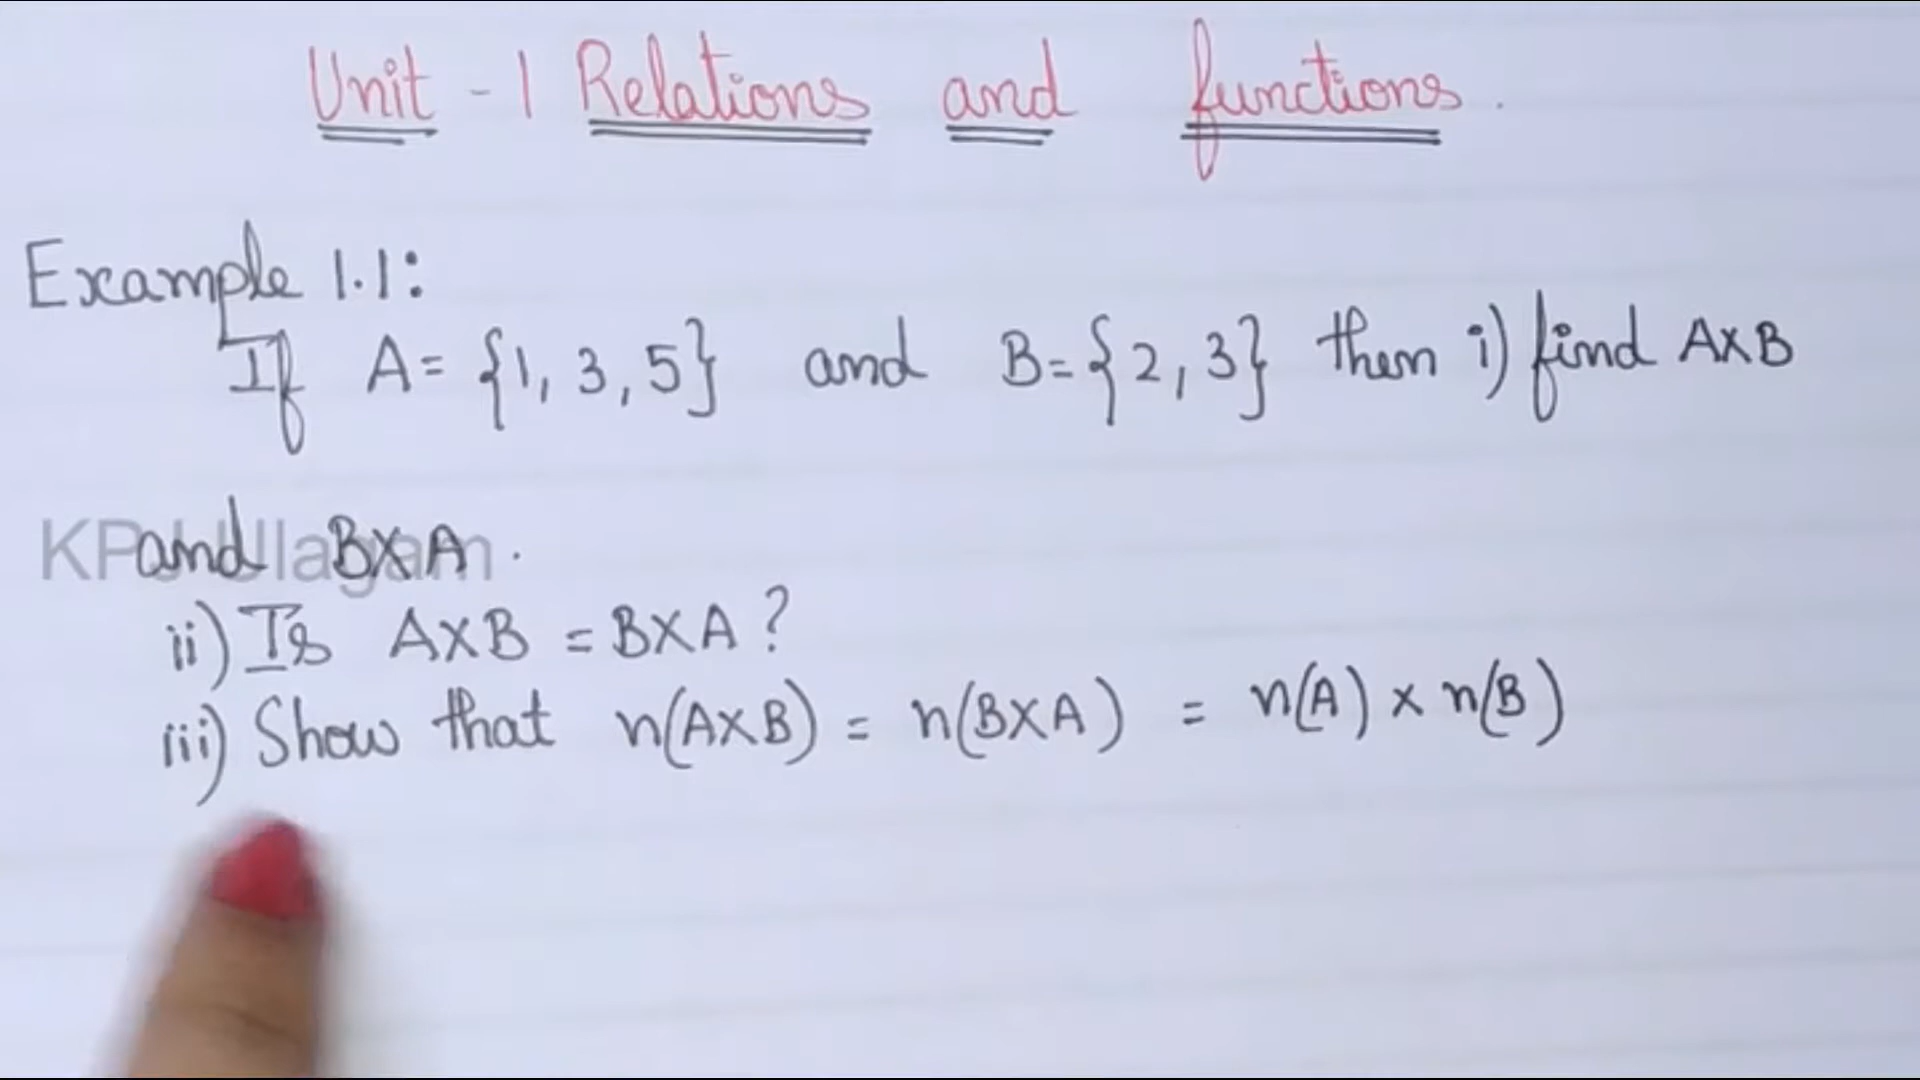 Unit - 1 Relations and functions.
Example 1.1:
If A = {1, 3, 5} and B = {2, 3} then i) find A×B
and B×A.
ii) Is A×B = B×A?
iii) Show that n(A×B) = n(B×A) = n(A) × n(B)